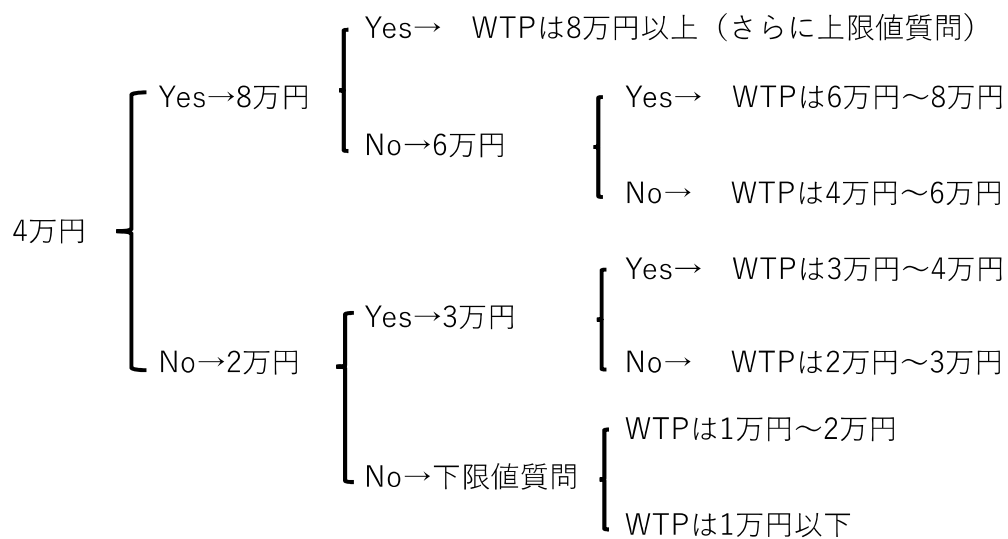 Yes→ WTPは8万円以上（さらに上限値質問）
Yes→8万円
Yes→ WTPは6万円～8万円
No→6万円
No→ WTPは4万円～6万円
4万円
Yes→ WTPは3万円～4万円
Yes→3万円
No→2万円
No→ WTPは2万円～3万円
WTPは1万円～2万円
No→下限値質問
WTPは1万円以下